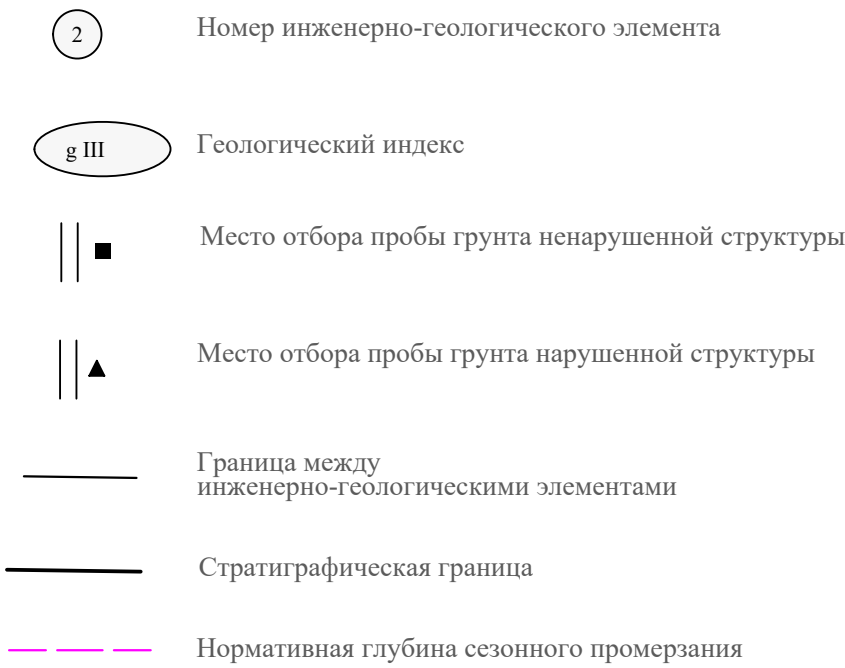 2
Номер инженерно-геологического элемента
g III
Геологический индекс
Место отбора пробы грунта ненарушенной структуры
Место отбора пробы грунта нарушенной структуры
Граница между
инженерно-геологическими элементами
Стратиграфическая граница
Нормативная глубина сезонного промерзания